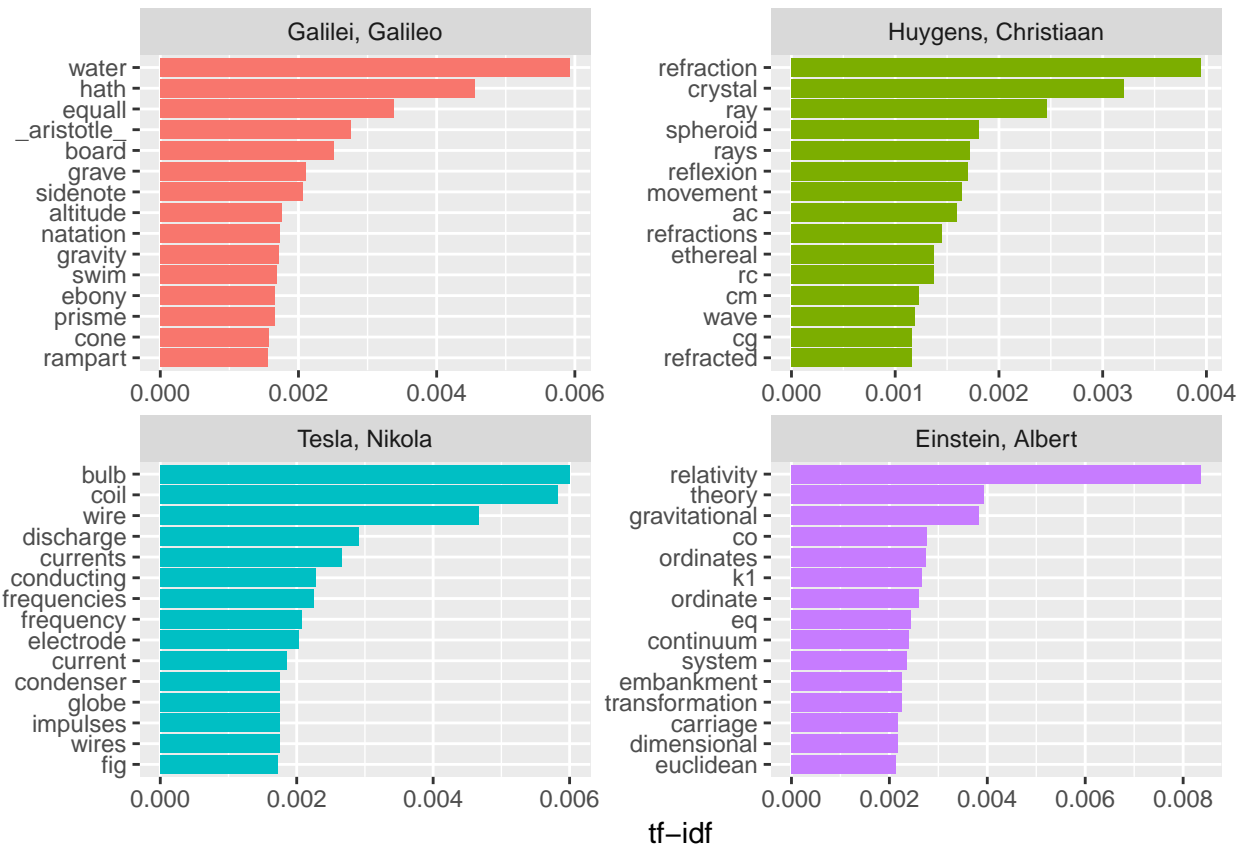 Galilei, Galileo
water
hath
equall
_aristotle_
board
grave
sidenote
altitude
natation
gravity
swim
ebony
prisme
cone
rampart
0.000 0.002 0.004 0.006
Huygens, Christiaan
refraction
crystal
ray
spheroid
rays
reflexion
movement
ac
refractions
ethereal
rc
cm
wave
cg
refracted
0.000 0.001 0.002 0.003 0.004
Tesla, Nikola
bulb
coil
wire
discharge
currents
conducting
frequencies
frequency
electrode
current
condenser
globe
impulses
wires
fig
0.000 0.002 0.004 0.006
Einstein, Albert
relativity
theory
gravitational
co
ordinates
k1
ordinate
eq
continuum
system
embankment
transformation
carriage
dimensional
euclidean
0.000 0.002 0.004 0.006 0.008
tf−idf